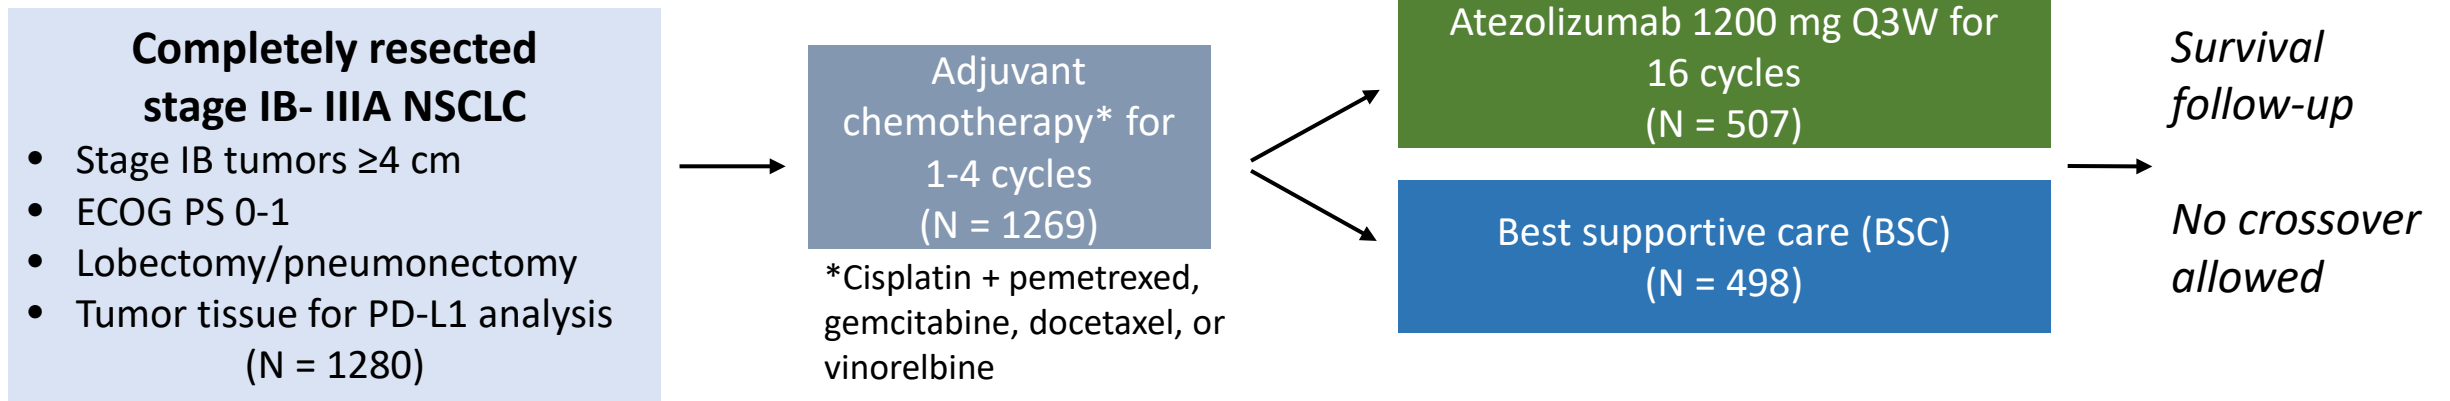 Completely resected
stage IB- IIIA NSCLC
• Stage IB tumors ≥4 cm
• ECOG PS 0-1
• Lobectomy/pneumonectomy
• Tumor tissue for PD-L1 analysis
(N = 1280)
Adjuvant
chemotherapy* for
1-4 cycles
(N = 1269)
*Cisplatin + pemetrexed,
gemcitabine, docetaxel, or
vinorelbine
Atezolizumab 1200 mg Q3W for
16 cycles
(N = 507)
Best supportive care (BSC)
(N = 498)
Survival
follow-up
No crossover
allowed